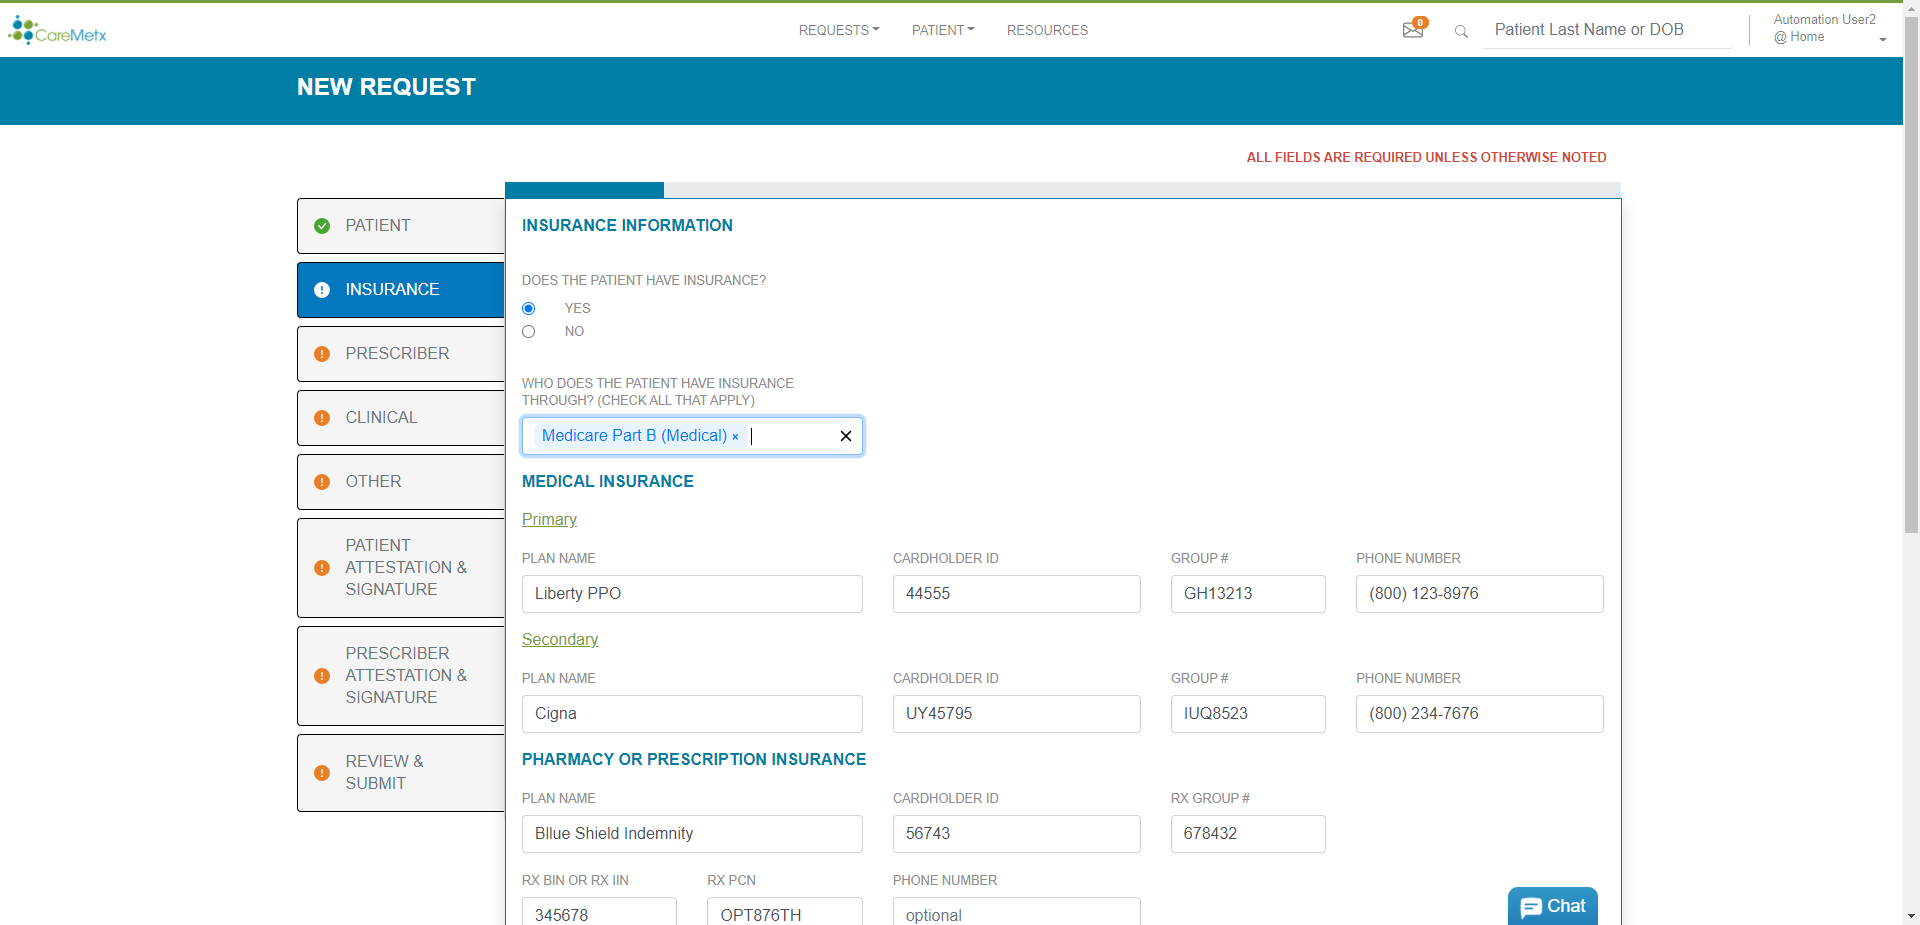 CareMetx
REQUESTS
PATIENT
RESOURCES
0
Patient Last Name or DOB
Automation User2
@ Home
NEW REQUEST
ALL FIELDS ARE REQUIRED UNLESS OTHERWISE NOTED
PATIENT
INSURANCE
PRESCRIBER
CLINICAL
OTHER
PATIENT
ATTESTATION &
SIGNATURE
PRESCRIBER
ATTESTATION &
SIGNATURE
REVIEW &
SUBMIT
INSURANCE INFORMATION
DOES THE PATIENT HAVE INSURANCE?
YES
NO
WHO DOES THE PATIENT HAVE INSURANCE
THROUGH? (CHECK ALL THAT APPLY)
Medicare Part B (Medical) ×
MEDICAL INSURANCE
Primary
PLAN NAME CARDHOLDER ID GROUP # PHONE NUMBER
Liberty PPO 44555 GH13213 (800) 123-8976
Secondary
PLAN NAME CARDHOLDER ID GROUP # PHONE NUMBER
Cigna UY45795 IUQ8523 (800) 234-7676
PHARMACY OR PRESCRIPTION INSURANCE
PLAN NAME CARDHOLDER ID RX GROUP #
Bllue Shield Indemnity 56743 678432
RX BIN OR RX IIN RX PCN PHONE NUMBER
345678 OPT876TH optional
Chat